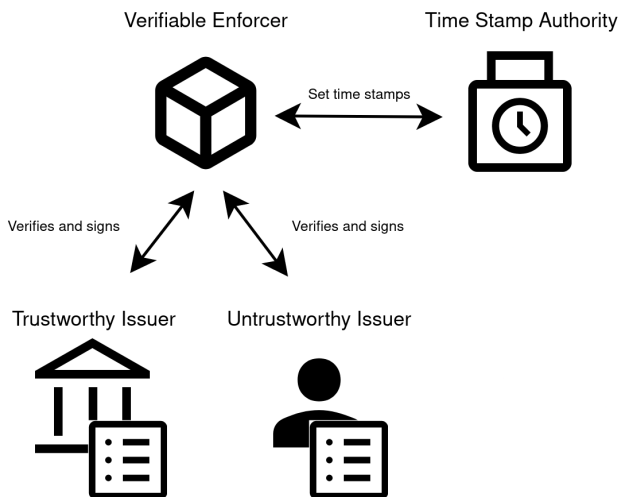 Verifiable Enforcer
Time Stamp Authority
Set time stamps
Verifies and signs
Verifies and signs
Trustworthy Issuer
Untrustworthy Issuer